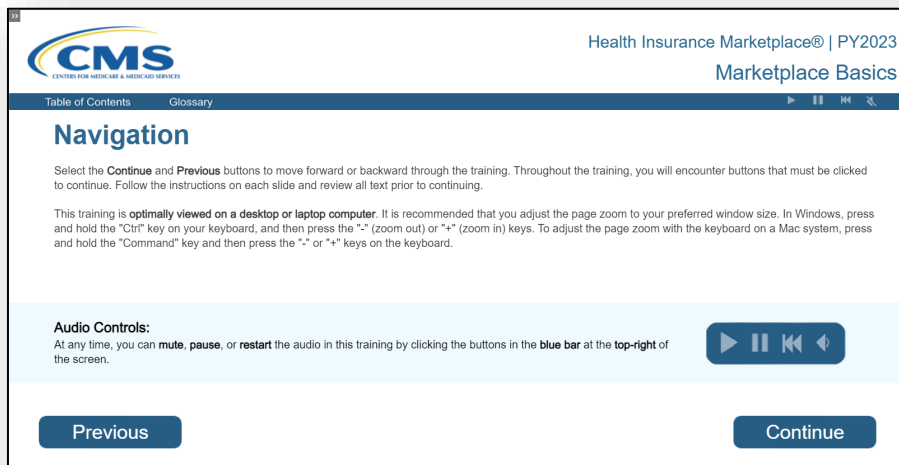 »
CMS
CENTERS FOR MEDICARE & MEDICAID SERVICES
Health Insurance Marketplace® | PY2023
Marketplace Basics
Table of Contents Glossary
Navigation
Select the Continue and Previous buttons to move forward or backward through the training. Throughout the training, you will encounter buttons that must be clicked
to continue. Follow the instructions on each slide and review all text prior to continuing.
This training is optimally viewed on a desktop or laptop computer. It is recommended that you adjust the page zoom to your preferred window size. In Windows, press
and hold the "Ctrl" key on your keyboard, and then press the "-" (zoom out) or "+" (zoom in) keys. To adjust the page zoom with the keyboard on a Mac system, press
and hold the "Command" key and then press the "-" or "+" keys on the keyboard.
Audio Controls:
At any time, you can mute, pause, or restart the audio in this training by clicking the buttons in the blue bar at the top-right of
the screen.
Previous
Continue